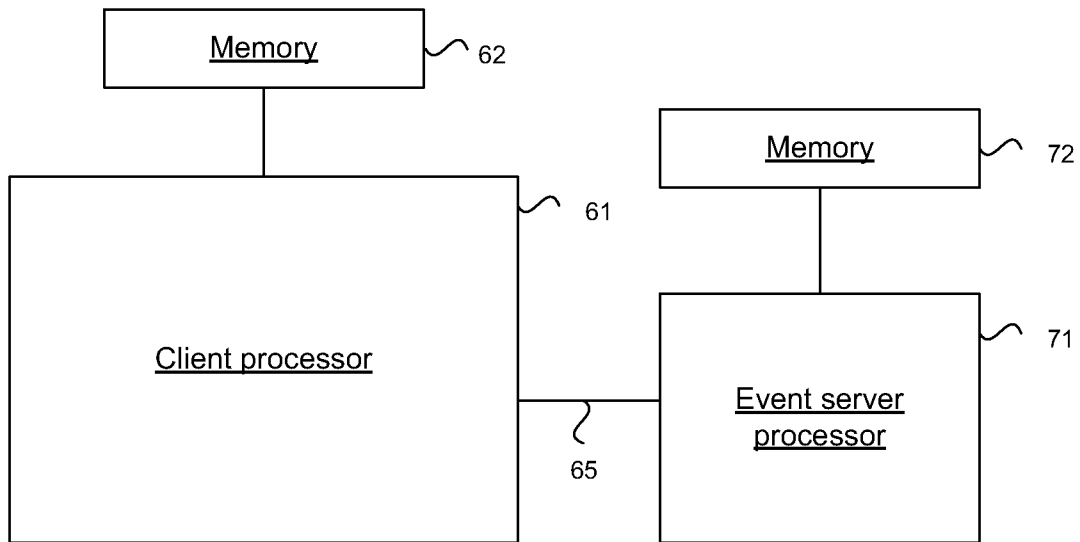 Memory
62
Memory
72
61
71
Client processor
Event server
processor
65